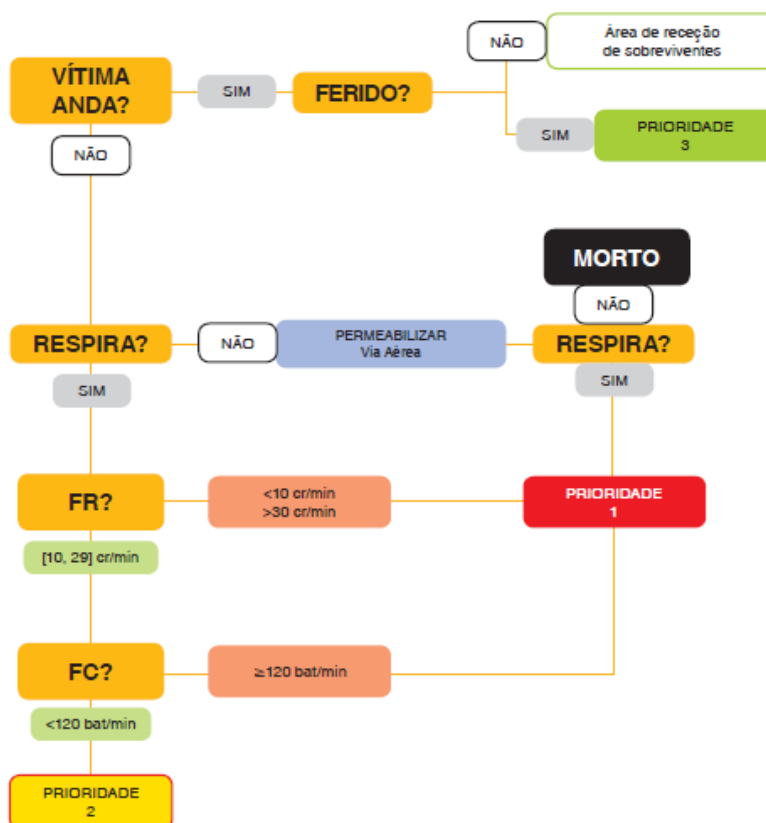 NÃO
Área de receção
de sobreviventes
VÍTIMA
ANDA?
SIM
FERIDO?
SIM
PRIORIDADE
3
NÃO
MORTO
NÃO
RESPIRA?
NÃO
PERMEABILIZAR
Via Aérea
RESPIRA?
SIM
SIM
FR?
<10 cr/min
>30 cr/min
PRIORIDADE
1
[10, 29] cr/min
FC?
≥120 bat/min
<120 bat/min
PRIORIDADE
2